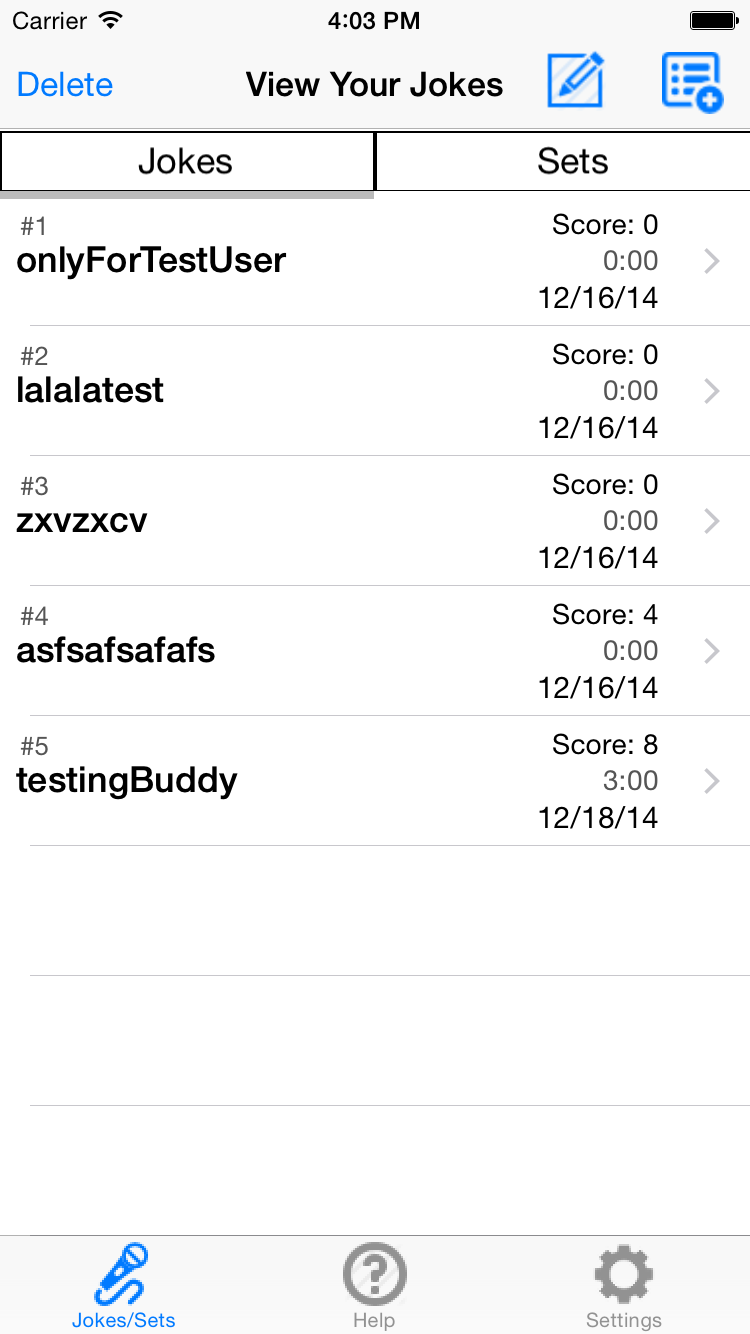 Carrier 4:03 PM
Delete View Your Jokes
Jokes Sets
#1
onlyForTestUser
Score: 0
0:00
12/16/14
#2
lalalatest
Score: 0
0:00
12/16/14
#3
zxvzxcv
Score: 0
0:00
12/16/14
#4
asfsafsafafs
Score: 4
0:00
12/16/14
#5
testingBuddy
Score: 8
3:00
12/18/14
Jokes/Sets Help Settings